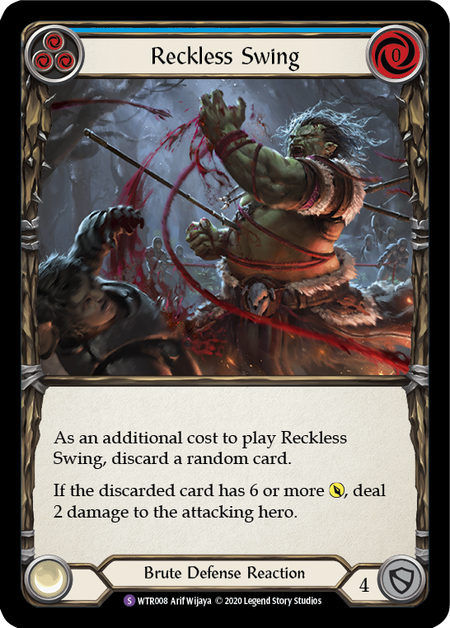 Reckless Swing
0
As an additional cost to play Reckless
Swing, discard a random card.
If the discarded card has 6 or more , deal
2 damage to the attacking hero.
Brute Defense Reaction
4
S WTR008 Arif Wijaya © 2020 Legend Story Studios